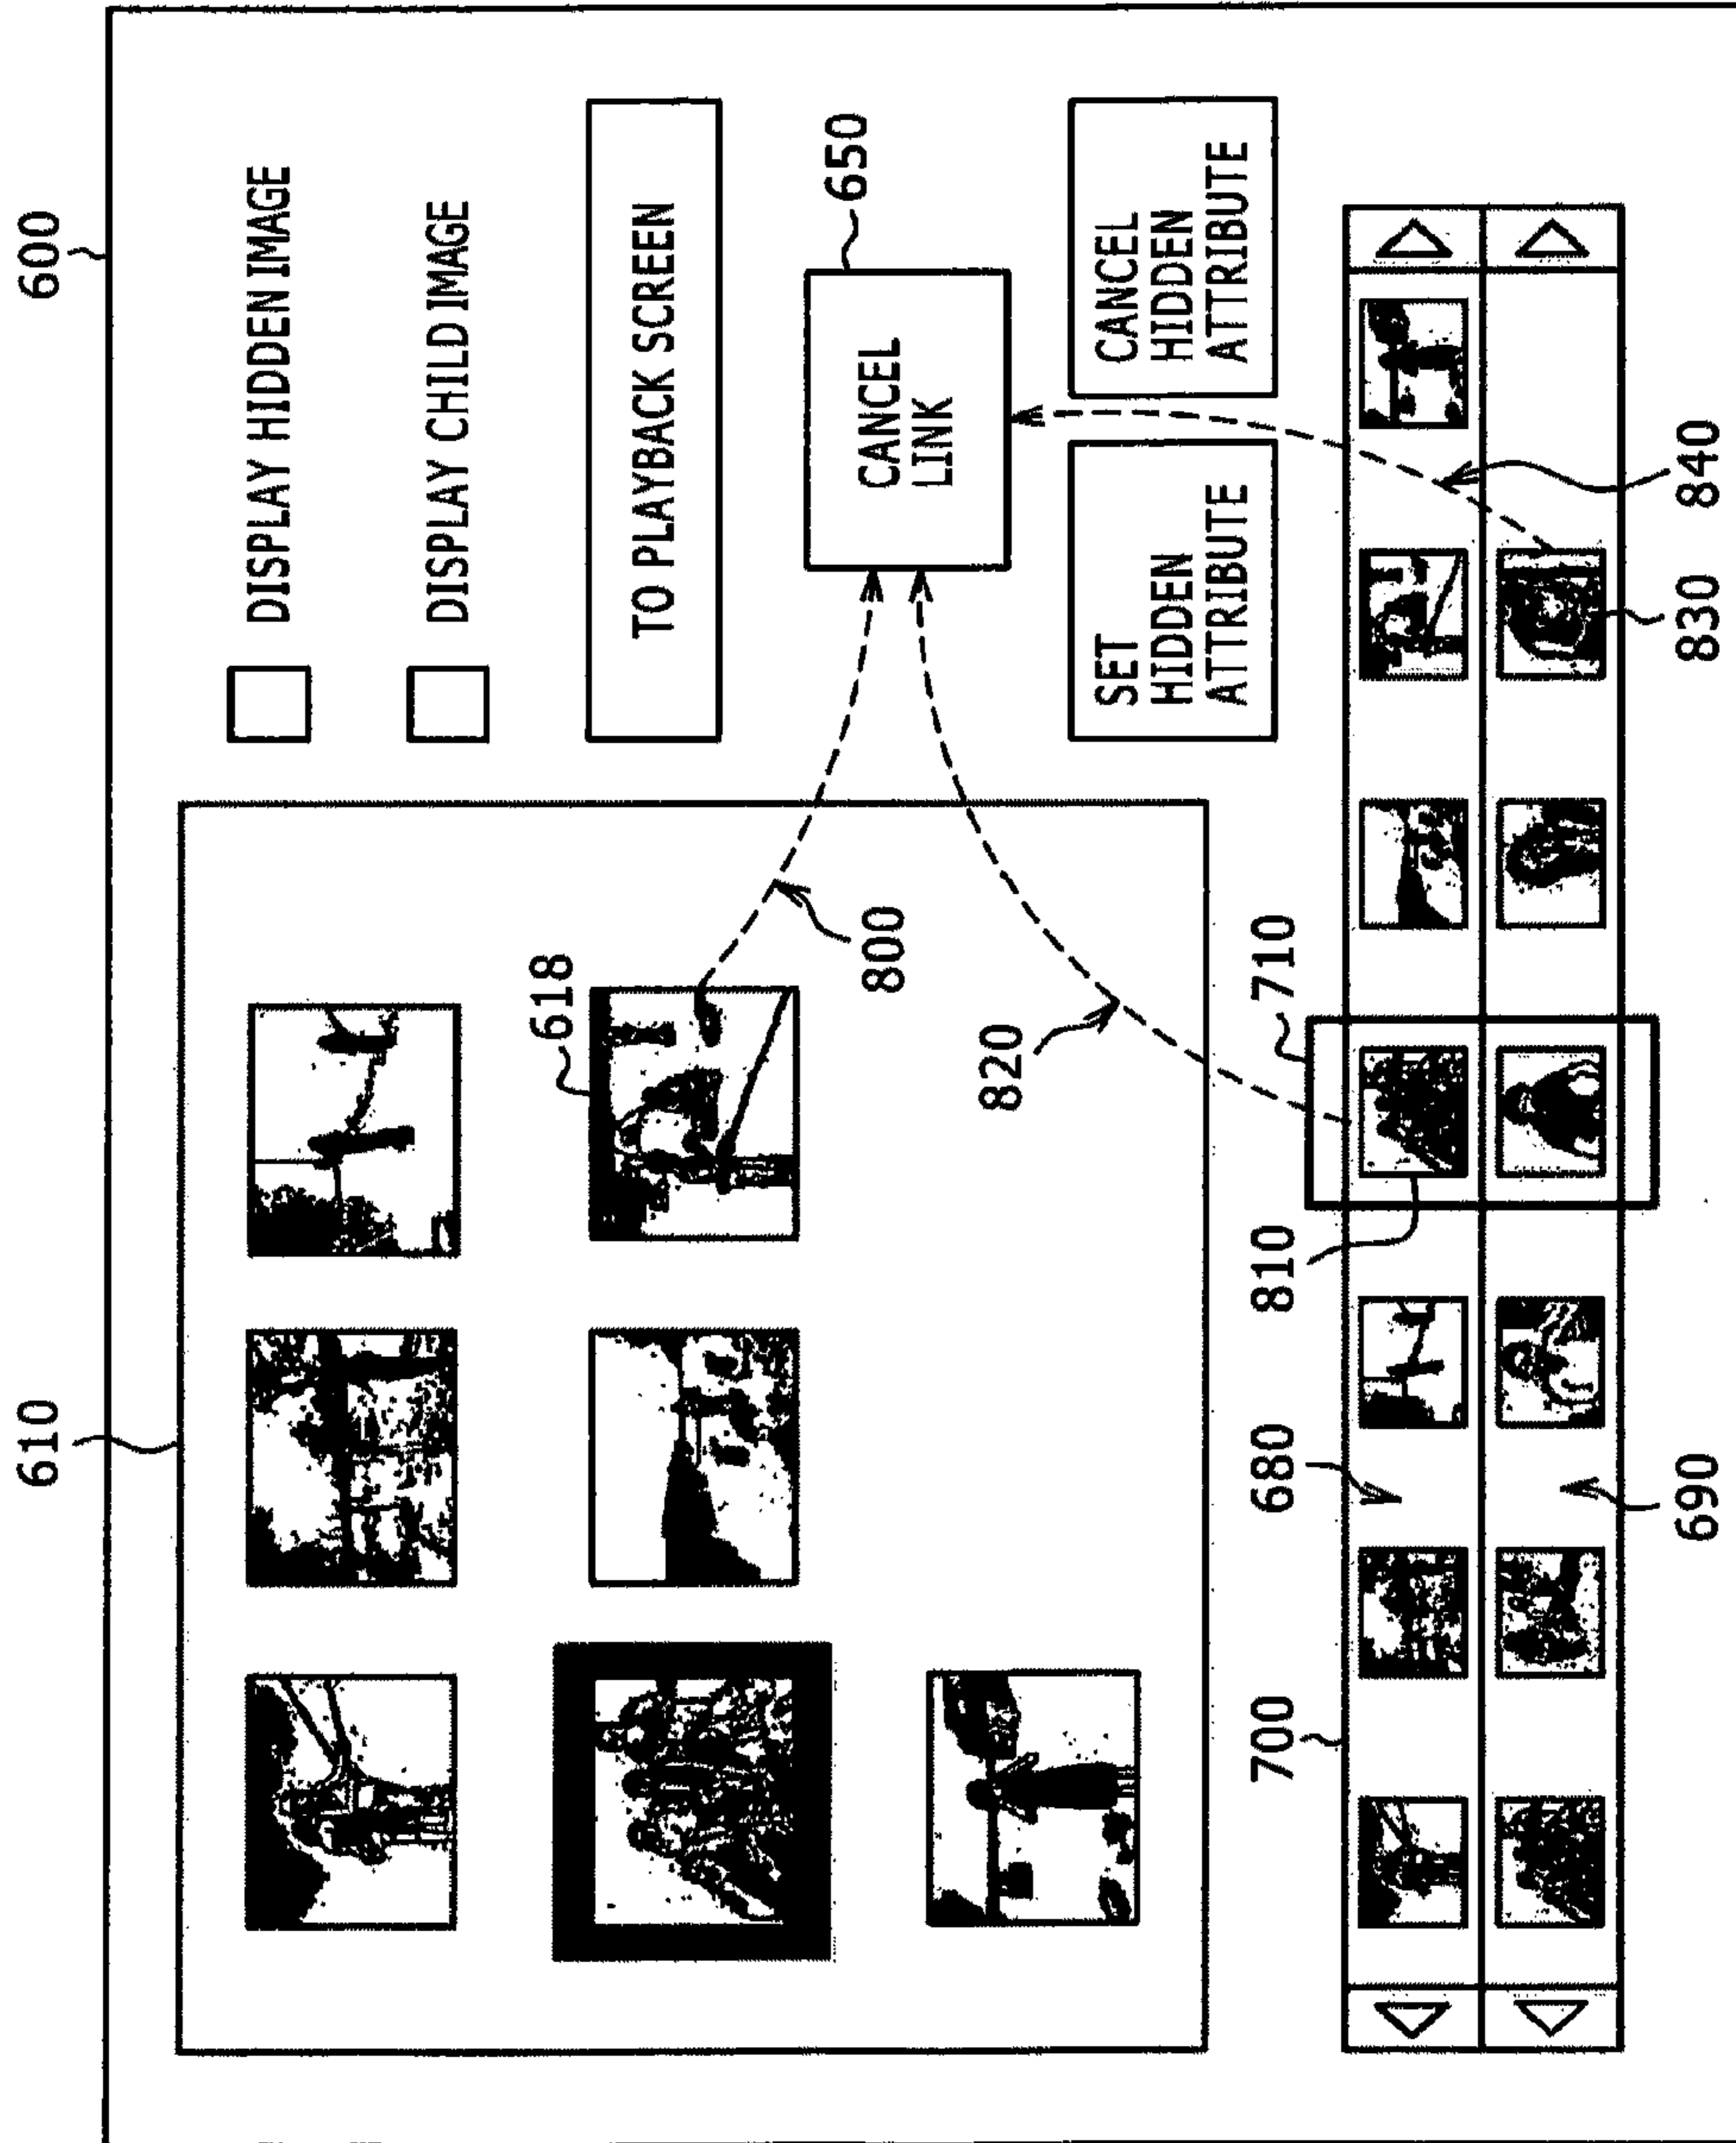 600
610
DISPLAY HIDDEN IMAGE
DISPLAY CHILD IMAGE
618
TO PLAYBACK SCREEN
650
CANCEL
LINK
800
820
SET
HIDDEN
ATTRIBUTE
CANCEL
HIDDEN
ATTRIBUTE
700
680
810
710
690
830
840